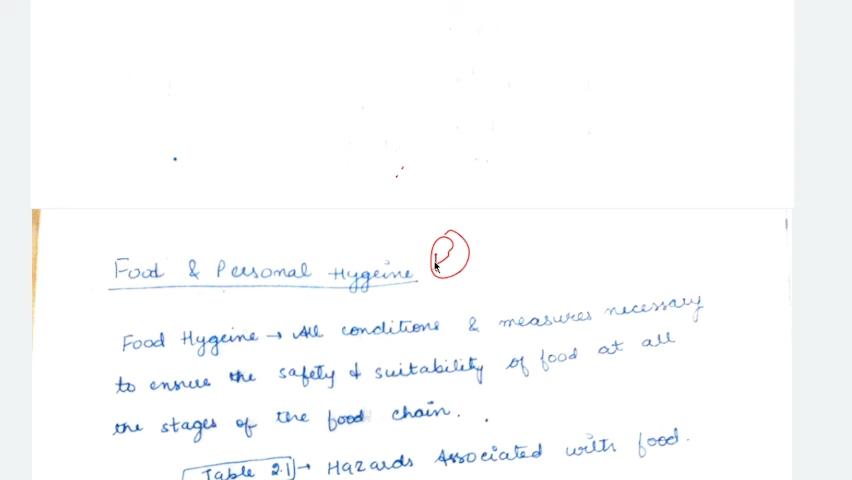 Food & Personal Hygeine
Food Hygeine → All conditions & measures necessary
to ensure the safety & suitability of food at all
the stages of the food chain.
Table 2.1 → Hazards Associated with food.